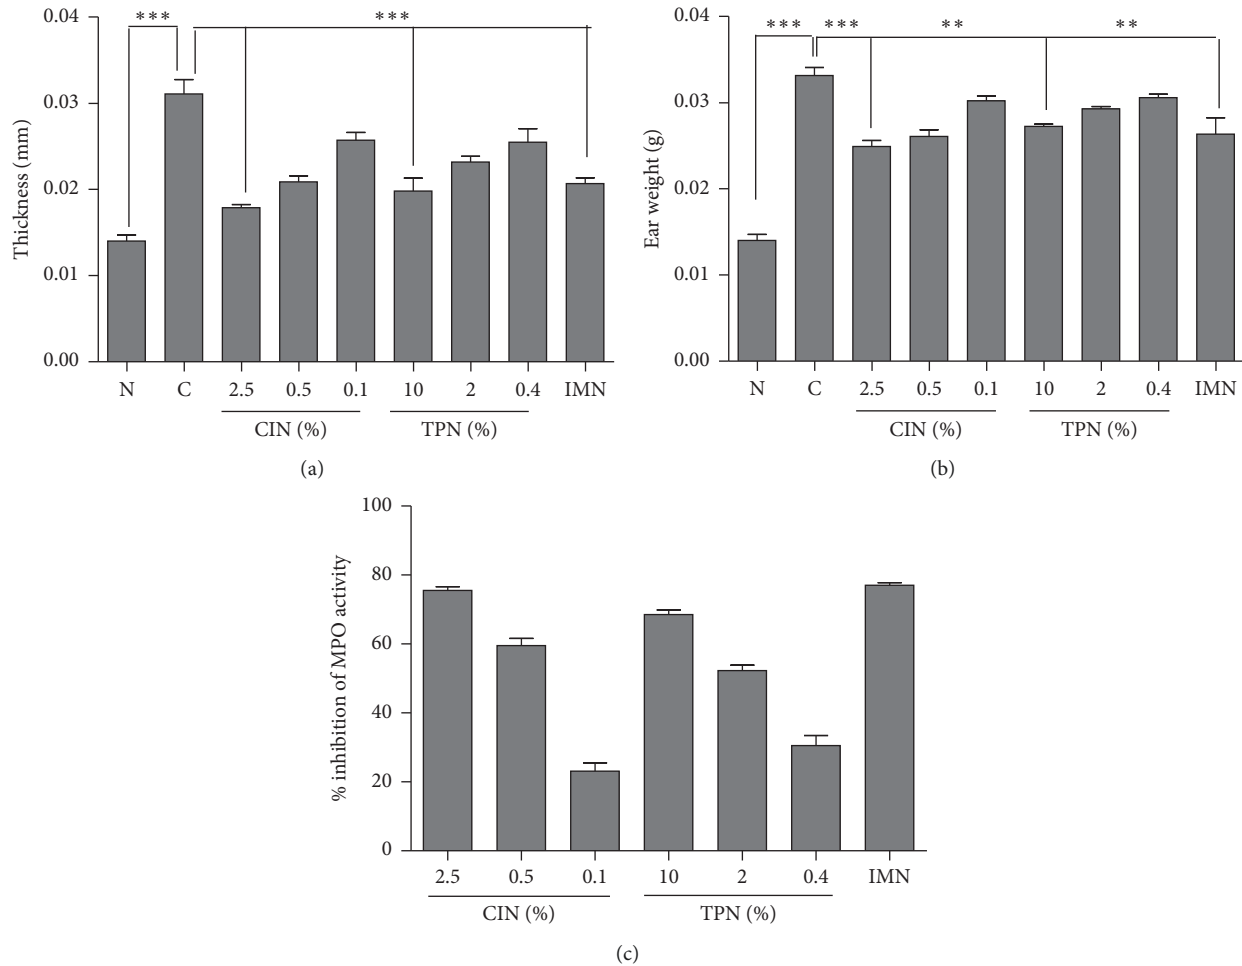 *** ***
0.04
0.03
0.02
0.01
0.00
Thickness (mm)
N C 2.5 0.5 0.1 10 2 0.4 IMN
CIN (%) TPN (%)
(a)
*** *** ** **
0.04
0.03
0.02
0.01
0.00
Ear weight (g)
N C 2.5 0.5 0.1 10 2 0.4 IMN
CIN (%) TPN (%)
(b)
100
80
60
40
20
0
% inhibition of MPO activity
2.5 0.5 0.1 10 2 0.4 IMN
CIN (%) TPN (%)
(c)